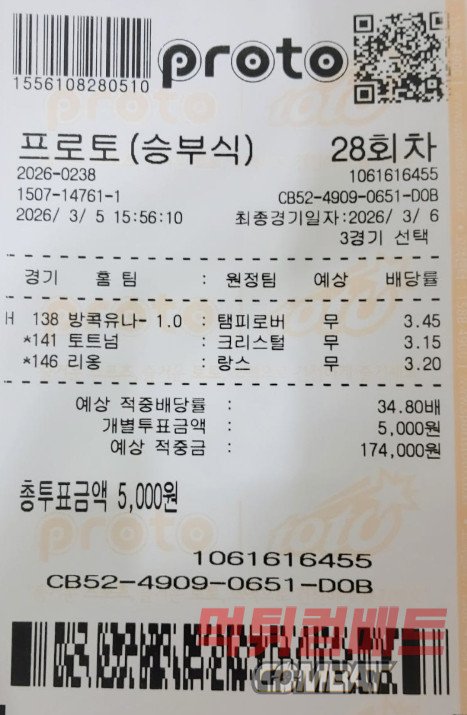 1556108280510
proto
프로토(승부식) 28회차
2026-0238 1061616455
1507-14761-1 CB52-4909-0651-D0B
2026/ 3/ 5 15:56:10 최종경기일자:2026/ 3/ 6
3경기 선택
경기 홈 팀 : 원정팀 예상 배당률
H 138 방콕유나- 1.0 : 탬피로버 무 3.45
*141 토트넘 : 크리스털 무 3.15
*146 리옹 : 랑스 무 3.20
예상 적중배당률 : 34.80배
개별투표금액 : 5,000원
예상 적중금 : 174,000원
총투표금액 5,000원
1061616455
CB52-4909-0651-D0B
먹튀컴배트